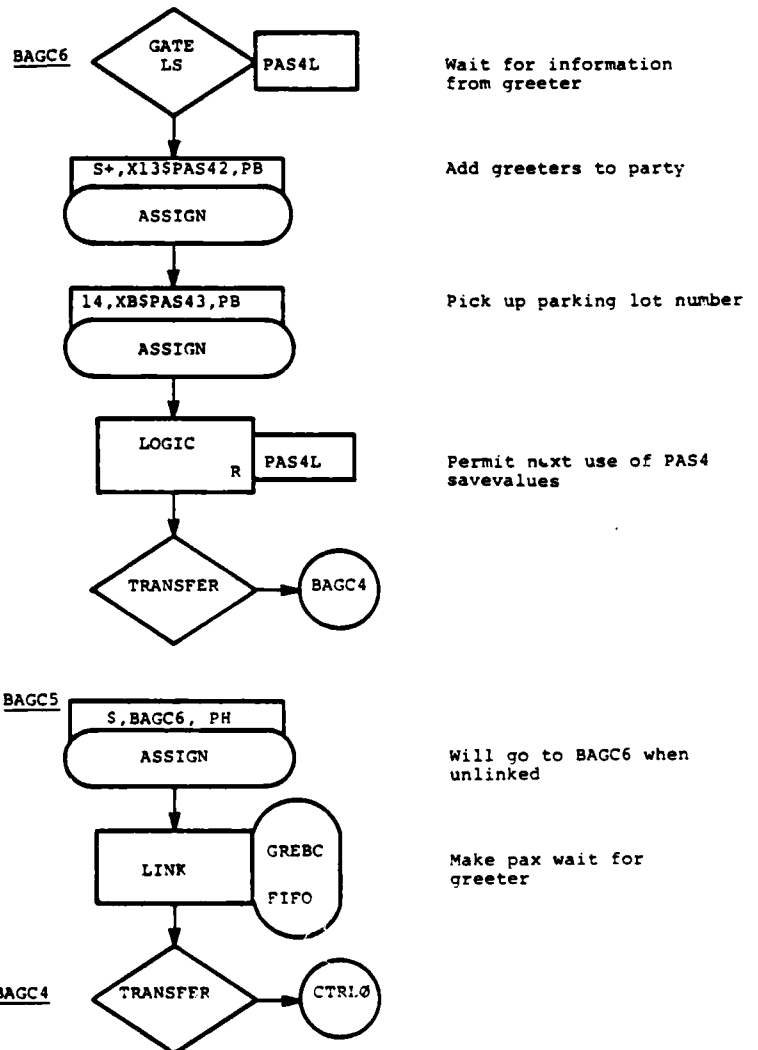 BAGC6
GATE
LS
PAS4L
Wait for information
from greeter
S+,X13$PAS42,PB
ASSIGN
Add greeters to party
14,XB$PAS43,PB
ASSIGN
Pick up parking lot number
LOGIC
R
PAS4L
Permit next use of PAS4
savevalues
TRANSFER
BAGC4
BAGC5
S,BAGC6, PH
ASSIGN
Will go to BAGC6 when
unlinked
LINK
GREBC
FIFO
Make pax wait for
greeter
BAGC4
TRANSFER
CTRLØ